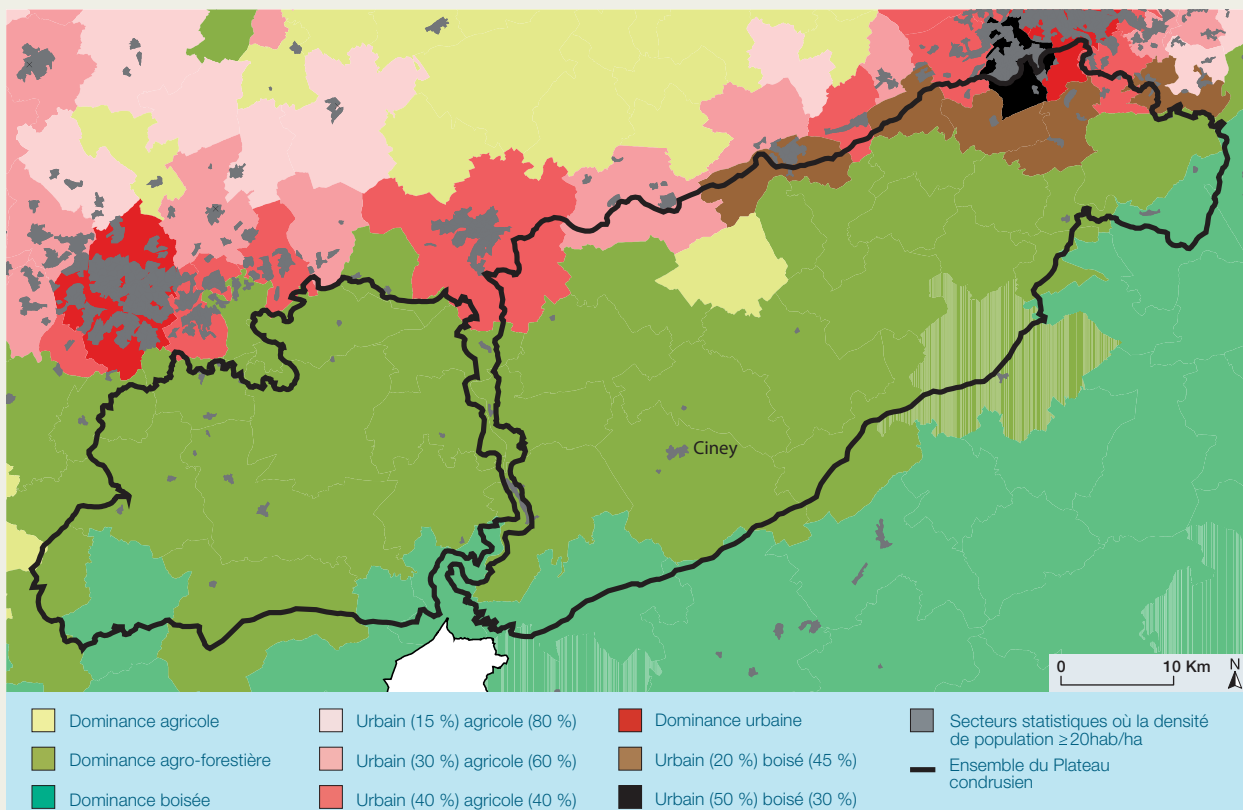 Ciney
0 10 Km N
Dominance agricole
Dominance agro-forestière
Dominance boisée
Urbain (15 %) agricole (80 %)
Urbain (30 %) agricole (60 %)
Urbain (40 %) agricole (40 %)
Dominance urbaine
Urbain (20 %) boisé (45 %)
Urbain (50 %) boisé (30 %)
Secteurs statistiques où la densité
de population ≥20hab/ha
Ensemble du Plateau
condrusien